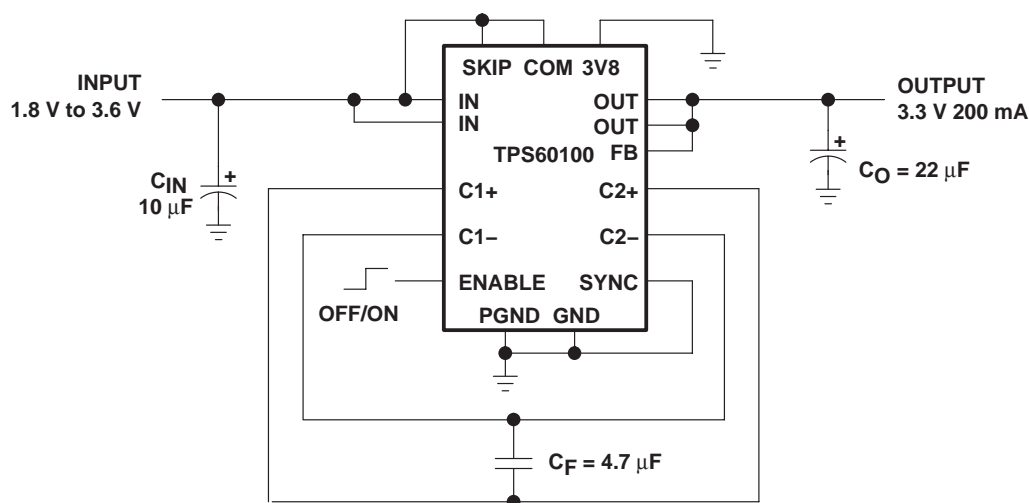 INPUT
1.8 V to 3.6 V
CIN
10 μF
+
SKIP COM 3V8
IN
IN
OUT
OUT
TPS60100 FB
C1+
C2+
C1–
C2–
ENABLE SYNC
PGND GND
OFF/ON
OUTPUT
3.3 V 200 mA
+
CO = 22 μF
CF = 4.7 μF